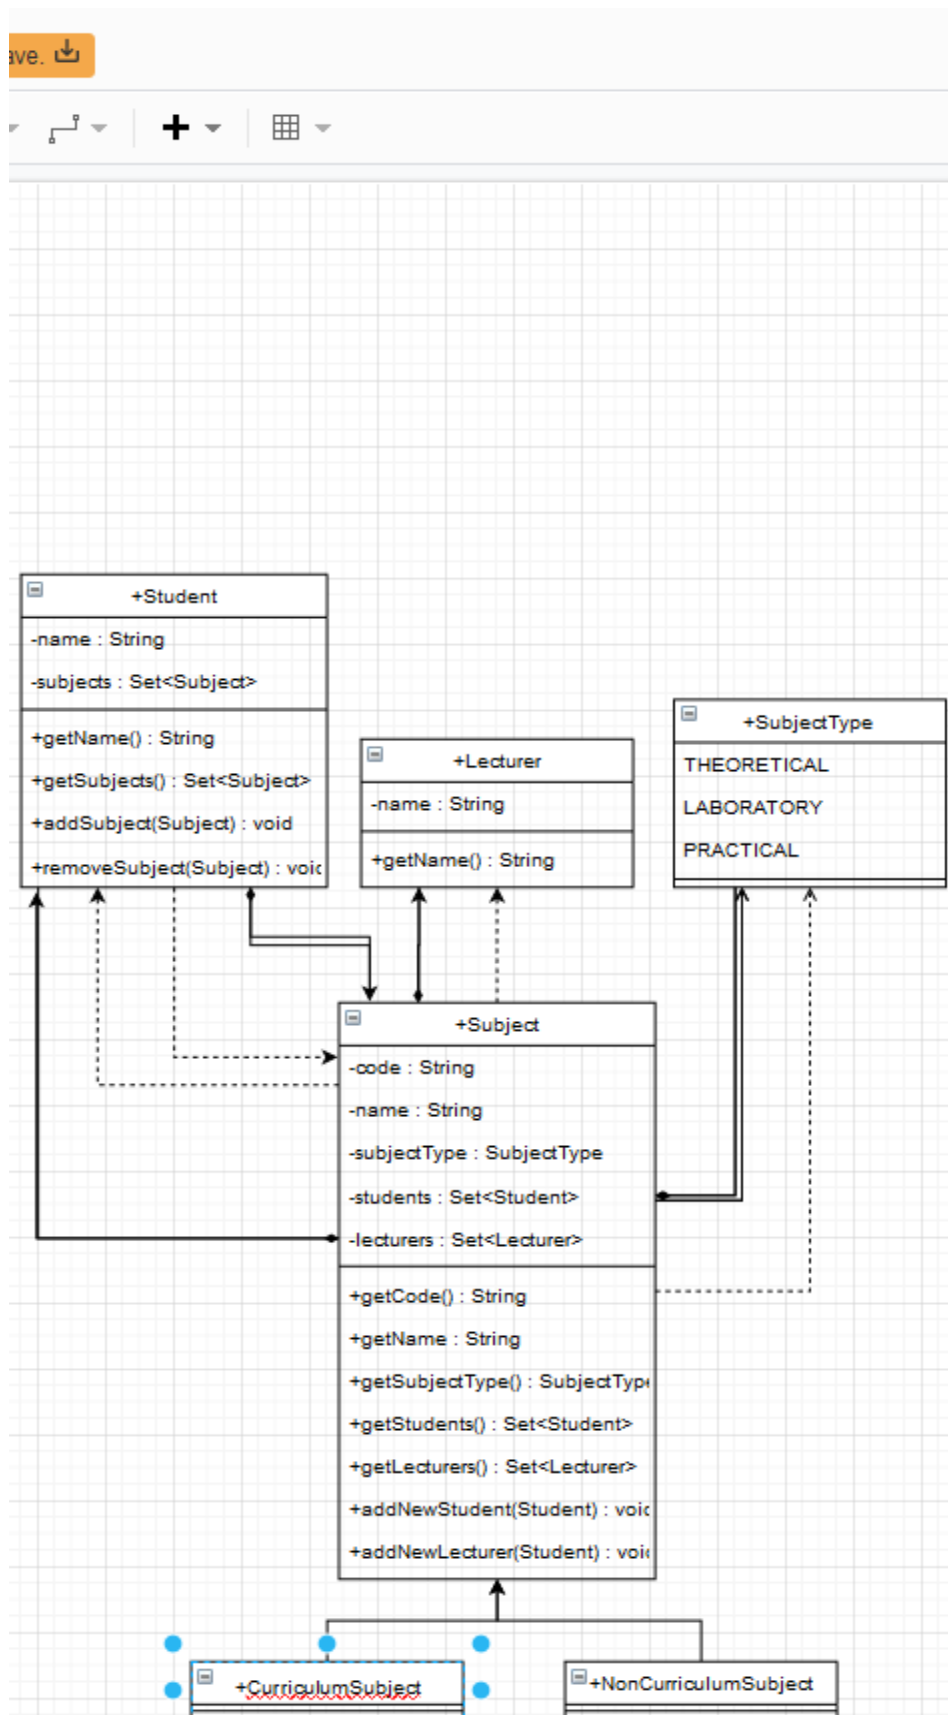 ave.
+Student
-name : String
-subjects : Set<Subject>
+getName() : String
+getSubjects() : Set<Subject>
+addSubject(Subject) : void
+removeSubject(Subject) : voic
+Lecturer
-name : String
+getName() : String
+SubjectType
THEORETICAL
LABORATORY
PRACTICAL
+Subject
-code : String
-name : String
-subjectType : SubjectType
-students : Set<Student>
-lecturers : Set<Lecturer>
+getCode() : String
+getName : String
+getSubjectType() : SubjectType
+getStudents() : Set<Student>
+getLecturers() : Set<Lecturer>
+addNewStudent(Student) : voic
+addNewLecturer(Student) : voi
+CurriculumSubject
+NonCurriculumSubject